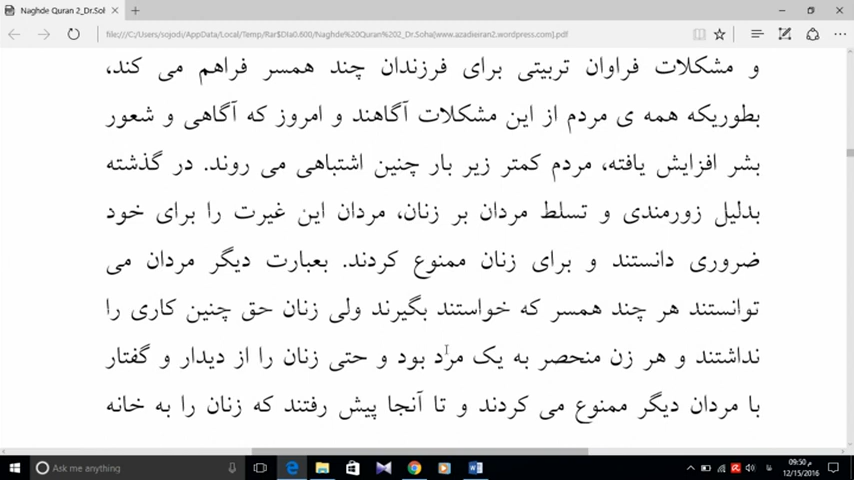 Naghde Quran 2_Dr.Soh
file:///C:/Users/sojodi/AppData/Local/Temp/Rar$DIa0.600/Naghde%20Quran%202_Dr.Soha[www.azadieiran2.wordpress.com].pdf
و مشکلات فراوان تربیتی برای فرزندان چند همسر فراهم می کند،
بطوریکه همه ی مردم از این مشکلات آگاهند و امروز که آگاهی و شعور
بشر افزایش یافته، مردم کمتر زیر بار چنین اشتباهی می روند. در گذشته
بدلیل زورمندی و تسلط مردان بر زنان، مردان این غیرت را برای خود
ضروری دانستند و برای زنان ممنوع کردند. بعبارت دیگر مردان می
توانستند هر چند همسر که خواستند بگیرند ولی زنان حق چنین کاری را
نداشتند و هر زن منحصر به یک مرد بود و حتی زنان را از دیدار و گفتار
با مردان دیگر ممنوع می کردند و تا آنجا پیش رفتند که زنان را به خانه
Ask me anything
09:50 م
12/15/2016